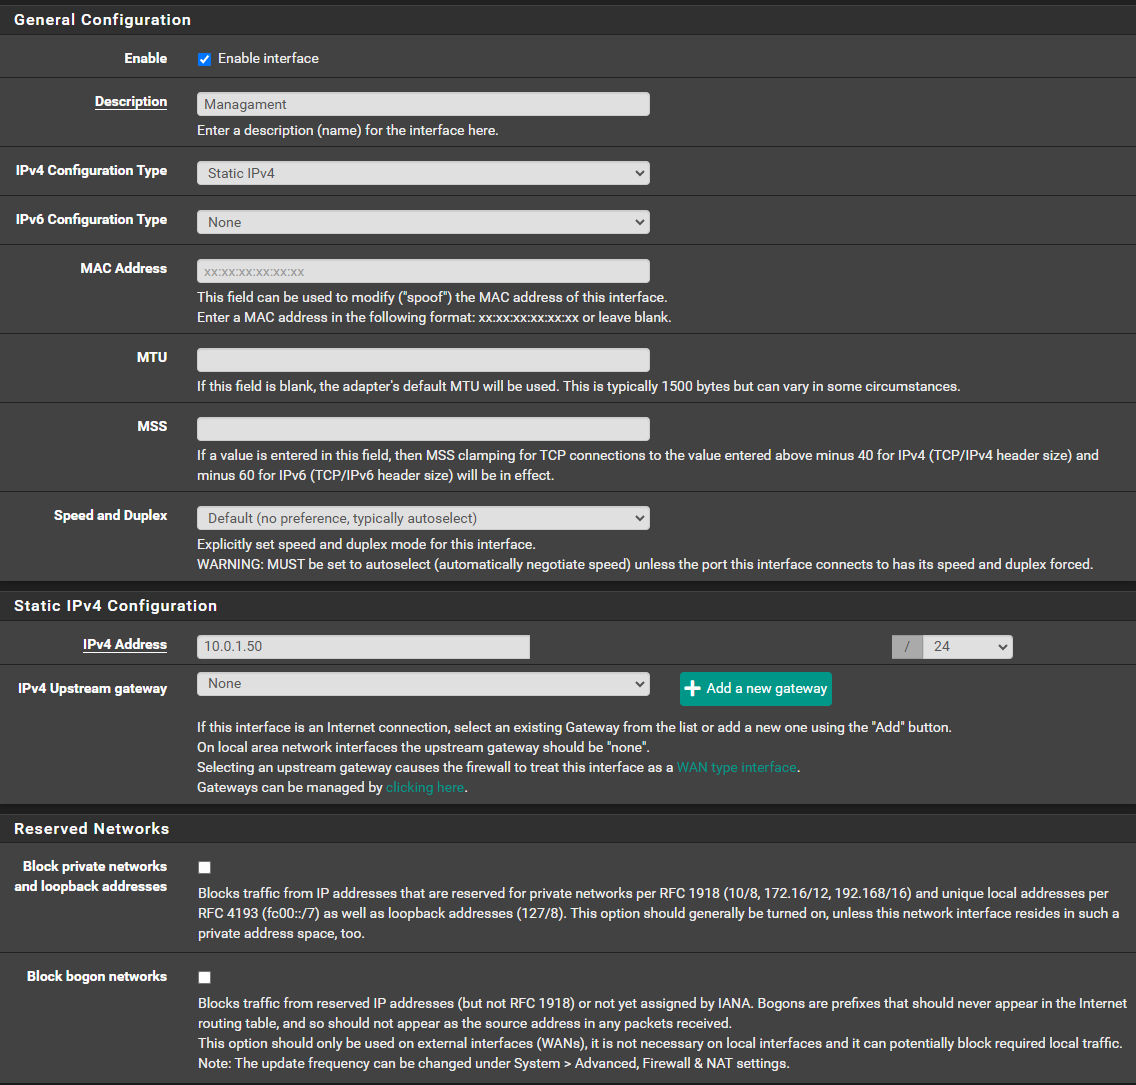 General Configuration
Enable
Enable interface
Description
Managament
Enter a description (name) for the interface here.
IPv4 Configuration Type
Static IPv4
IPv6 Configuration Type
None
MAC Address
xx:xx:xx:xx:xx:xx
This field can be used to modify ("spoof") the MAC address of this interface.
Enter a MAC address in the following format: xx:xx:xx:xx:xx:xx or leave blank.
MTU
If this field is blank, the adapter's default MTU will be used. This is typically 1500 bytes but can vary in some circumstances.
MSS
If a value is entered in this field, then MSS clamping for TCP connections to the value entered above minus 40 for IPv4 (TCP/IPv4 header size) and
minus 60 for IPv6 (TCP/IPv6 header size) will be in effect.
Speed and Duplex
Default (no preference, typically autoselect)
Explicitly set speed and duplex mode for this interface.
WARNING: MUST be set to autoselect (automatically negotiate speed) unless the port this interface connects to has its speed and duplex forced.
Static IPv4 Configuration
IPv4 Address
10.0.1.50
/ 24
IPv4 Upstream gateway
None
Add a new gateway
If this interface is an Internet connection, select an existing Gateway from the list or add a new one using the "Add" button.
On local area network interfaces the upstream gateway should be "none".
Selecting an upstream gateway causes the firewall to treat this interface as a WAN type interface.
Gateways can be managed by clicking here.
Reserved Networks
Block private networks
and loopback addresses
Blocks traffic from IP addresses that are reserved for private networks per RFC 1918 (10/8, 172.16/12, 192.168/16) and unique local addresses per
RFC 4193 (fc00::/7) as well as loopback addresses (127/8). This option should generally be turned on, unless this network interface resides in such a
private address space, too.
Block bogon networks
Blocks traffic from reserved IP addresses (but not RFC 1918) or not yet assigned by IANA. Bogons are prefixes that should never appear in the Internet
routing table, and so should not appear as the source address in any packets received.
This option should only be used on external interfaces (WANs), it is not necessary on local interfaces and it can potentially block required local traffic.
Note: The update frequency can be changed under System > Advanced, Firewall & NAT settings.